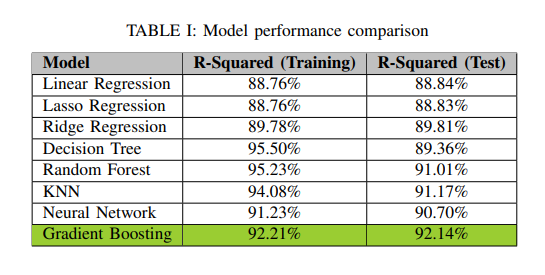 TABLE I: Model performance comparison
Model R-Squared (Training) R-Squared (Test)
Linear Regression 88.76% 88.84%
Lasso Regression 88.76% 88.83%
Ridge Regression 89.78% 89.81%
Decision Tree 95.50% 89.36%
Random Forest 95.23% 91.01%
KNN 94.08% 91.17%
Neural Network 91.23% 90.70%
Gradient Boosting 92.21% 92.14%